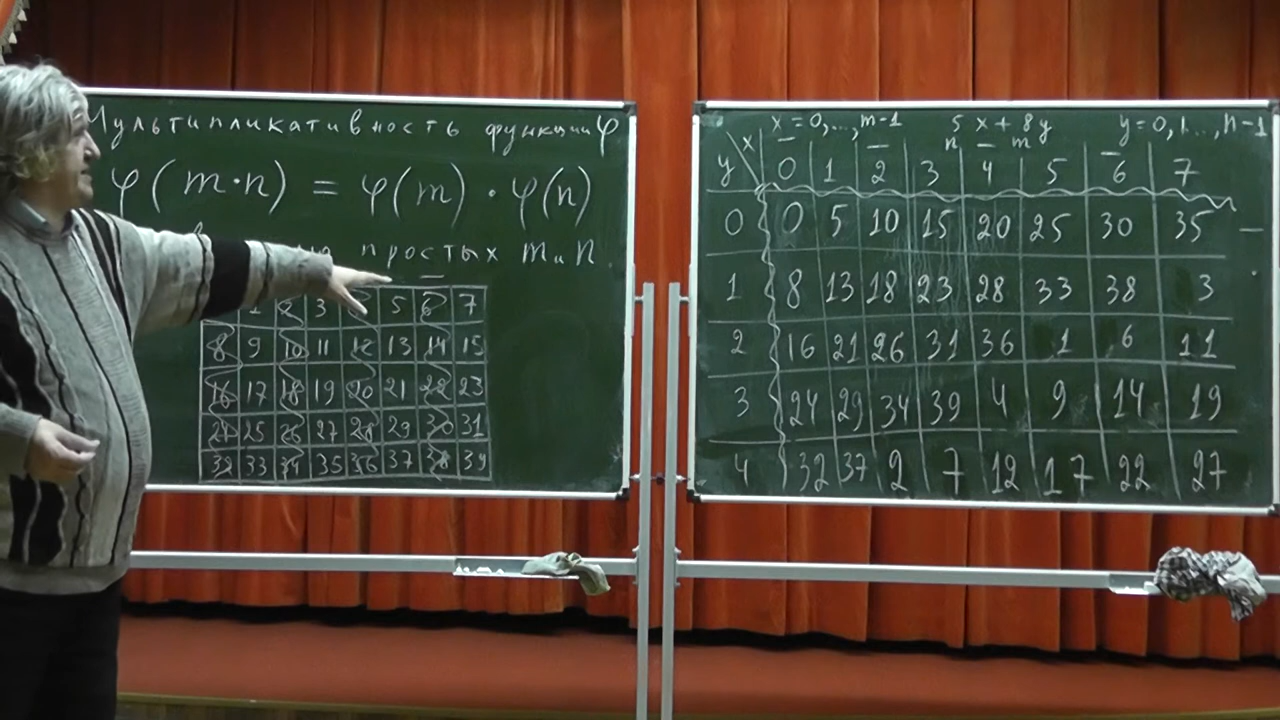 Мультипликативность функции φ
φ(m·n) = φ(m)·φ(n)
простых m и n
1 2 3 5 6 7
8 9 10 11 12 13 14 15
16 17 18 19 20 21 22 23
24 25 26 27 28 29 30 31
32 33 34 35 36 37 38 39
x = 0,...,m-1 5x + 8y y = 0,1...,n-1
n m
y x 0 1 2 3 4 5 6 7
0 0 5 10 15 20 25 30 35
1 8 13 18 23 28 33 38 3
2 16 21 26 31 36 1 6 11
3 24 29 34 39 4 9 14 19
4 32 37 2 7 12 17 22 27